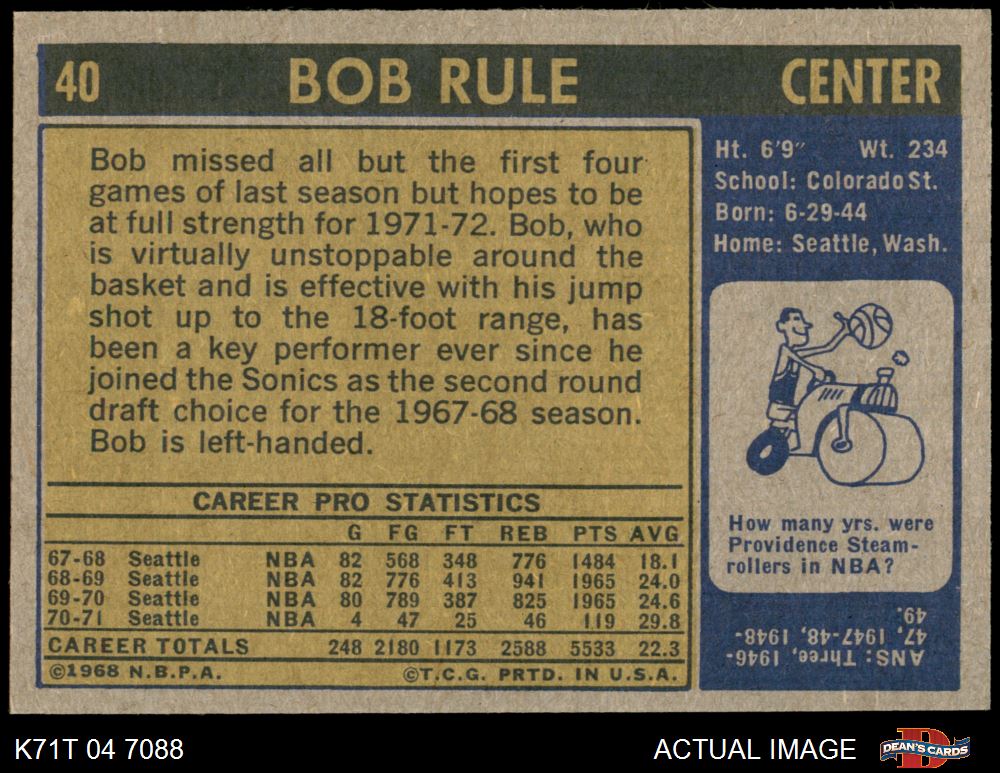 40 BOB RULE CENTER
Bob missed all but the first four
games of last season but hopes to be
at full strength for 1971-72. Bob, who
is virtually unstoppable around the
basket and is effective with his jump
shot up to the 18-foot range, has
been a key performer ever since he
joined the Sonics as the second round
draft choice for the 1967-68 season.
Bob is left-handed.
CAREER PRO STATISTICS
G FG FT REB PTS AVG
67-68 Seattle NBA 82 568 348 776 1484 18.1
68-69 Seattle NBA 82 776 413 941 1965 24.0
69-70 Seattle NBA 80 789 387 825 1965 24.6
70-71 Seattle NBA 4 47 25 46 119 29.8
CAREER TOTALS 248 2180 1173 2588 5533 22.3
©1968 N.B.P.A. ©T.C.G. PRTD. IN U.S.A.
Ht. 6'9" Wt. 234
School: Colorado St.
Born: 6-29-44
Home: Seattle, Wash.
How many yrs. were
Providence Steam-
rollers in NBA?
ANS: Three, 1946-
47, 1947-48, 1948-
49.
K71T 04 7088 ACTUAL IMAGE DEAN'S CARDS